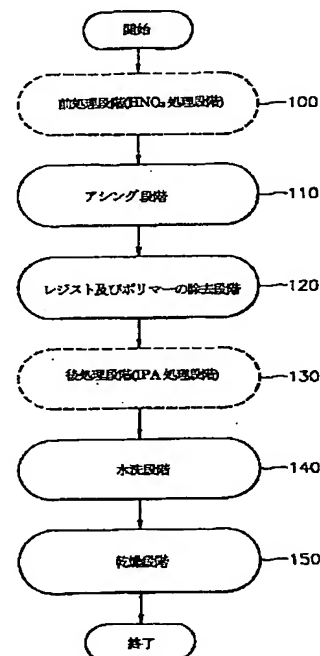 開始
前処理段階(HNO₃処理段階) 100
アシング段階 110
レジスト及びポリマーの除去段階 120
後処理段階(IPA処理段階) 130
水洗段階 140
乾燥段階 150
終了